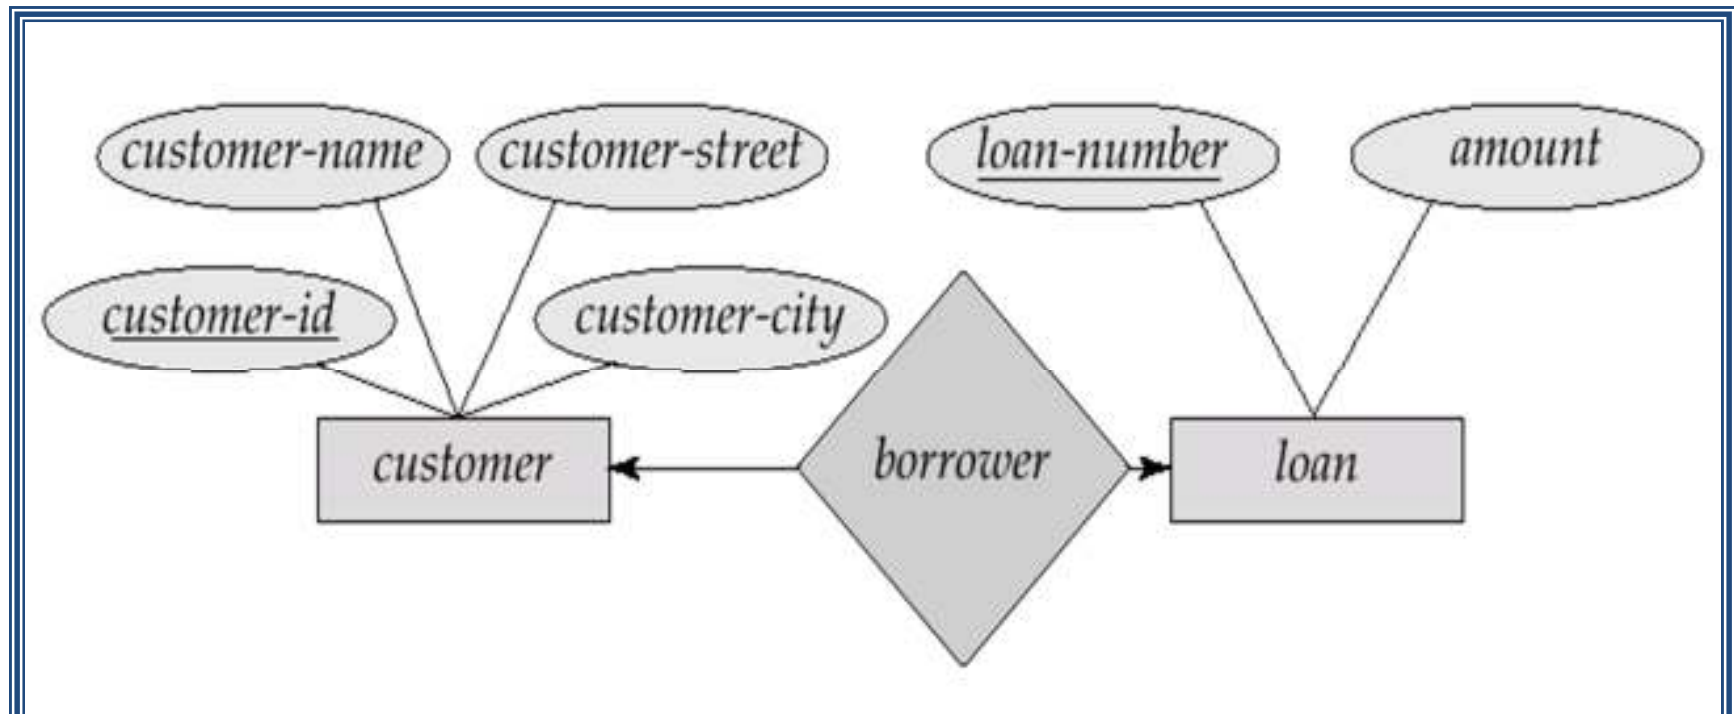 customer-name customer-street loan-number amount
customer-id customer-city
customer borrower loan